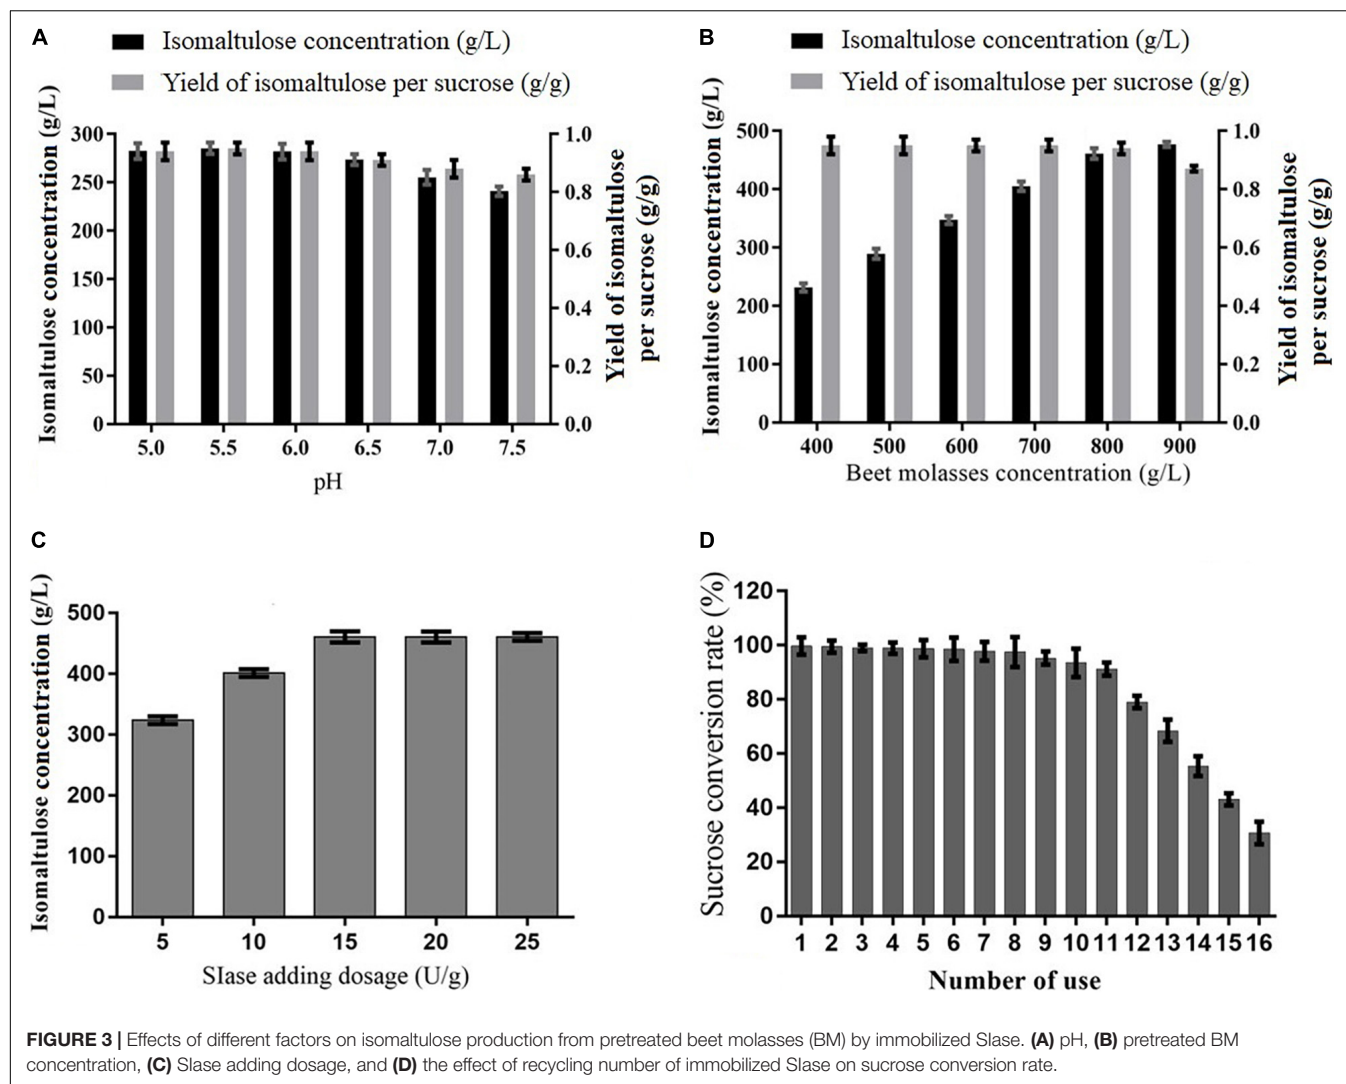 A
Isomaltulose concentration (g/L)
Yield of isomaltulose per sucrose (g/g)
Isomaltulose concentration (g/L)
300
250
200
150
100
50
0
1.0
0.8
0.6
0.4
0.2
0.0
Yield of isomaltulose
per sucrose (g/g)
5.0 5.5 6.0 6.5 7.0 7.5
pH
B
Isomaltulose concentration (g/L)
Yield of isomaltulose per sucrose (g/g)
Isomaltulose concentration (g/L)
500
400
300
200
100
0
1.0
0.8
0.6
0.4
0.2
0.0
Yield of isomaltulose
per sucrose (g/g)
400 500 600 700 800 900
Beet molasses concentration (g/L)
C
Isomaltulose concentration (g/L)
500
400
300
200
100
0
5 10 15 20 25
SIase adding dosage (U/g)
D
Sucrose conversion rate (%)
120
100
80
60
40
20
0
1 2 3 4 5 6 7 8 9 10 11 12 13 14 15 16
Number of use
FIGURE 3 | Effects of different factors on isomaltulose production from pretreated beet molasses (BM) by immobilized SIase. (A) pH, (B) pretreated BM
concentration, (C) SIase adding dosage, and (D) the effect of recycling number of immobilized SIase on sucrose conversion rate.